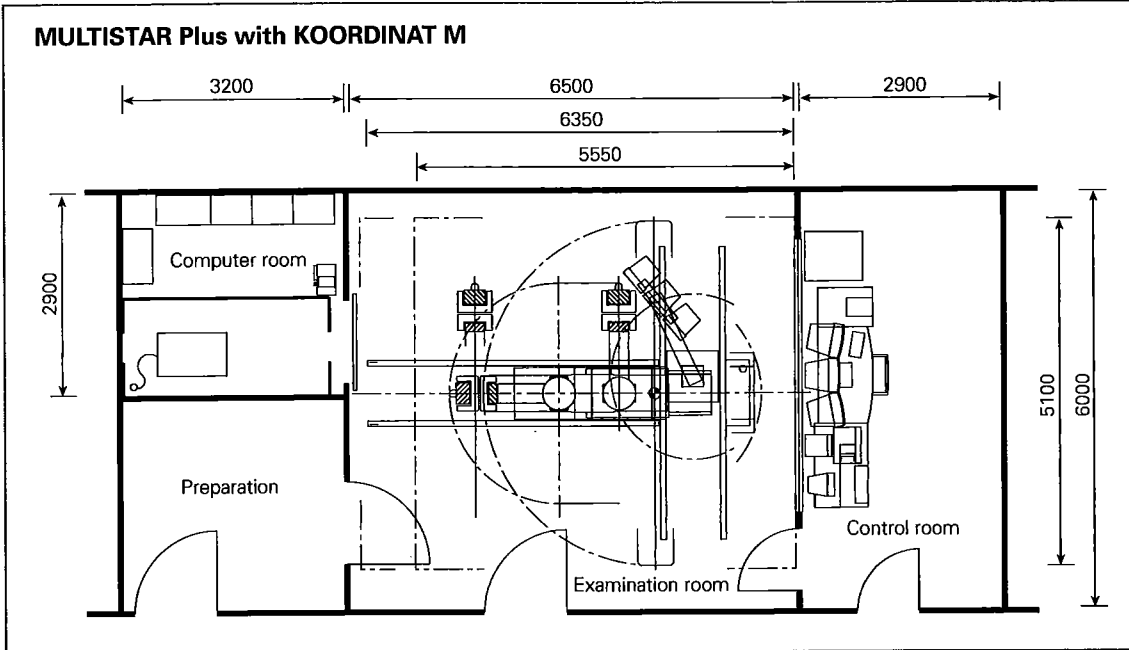 MULTISTAR Plus with KOORDINAT M
3200
6500
2900
6350
5550
Computer room
2900
5100
6000
Preparation
Control room
Examination room